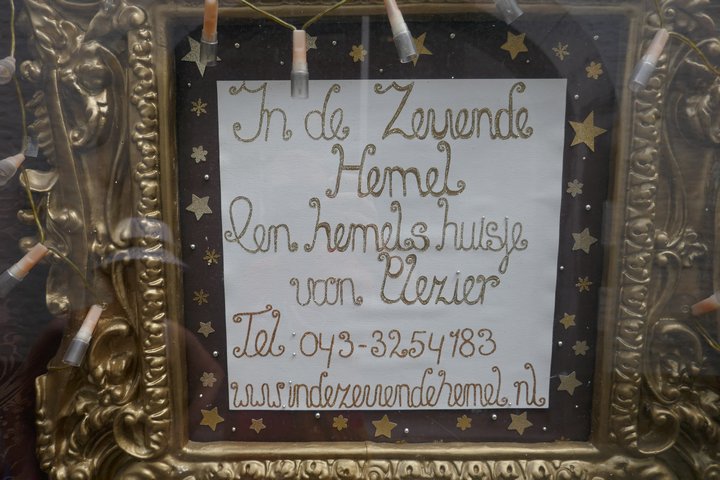 In de Zevende
Hemel
Een hemels huisje
van Plezier
Tel: 043-3254183
www.indezevendehemel.nl